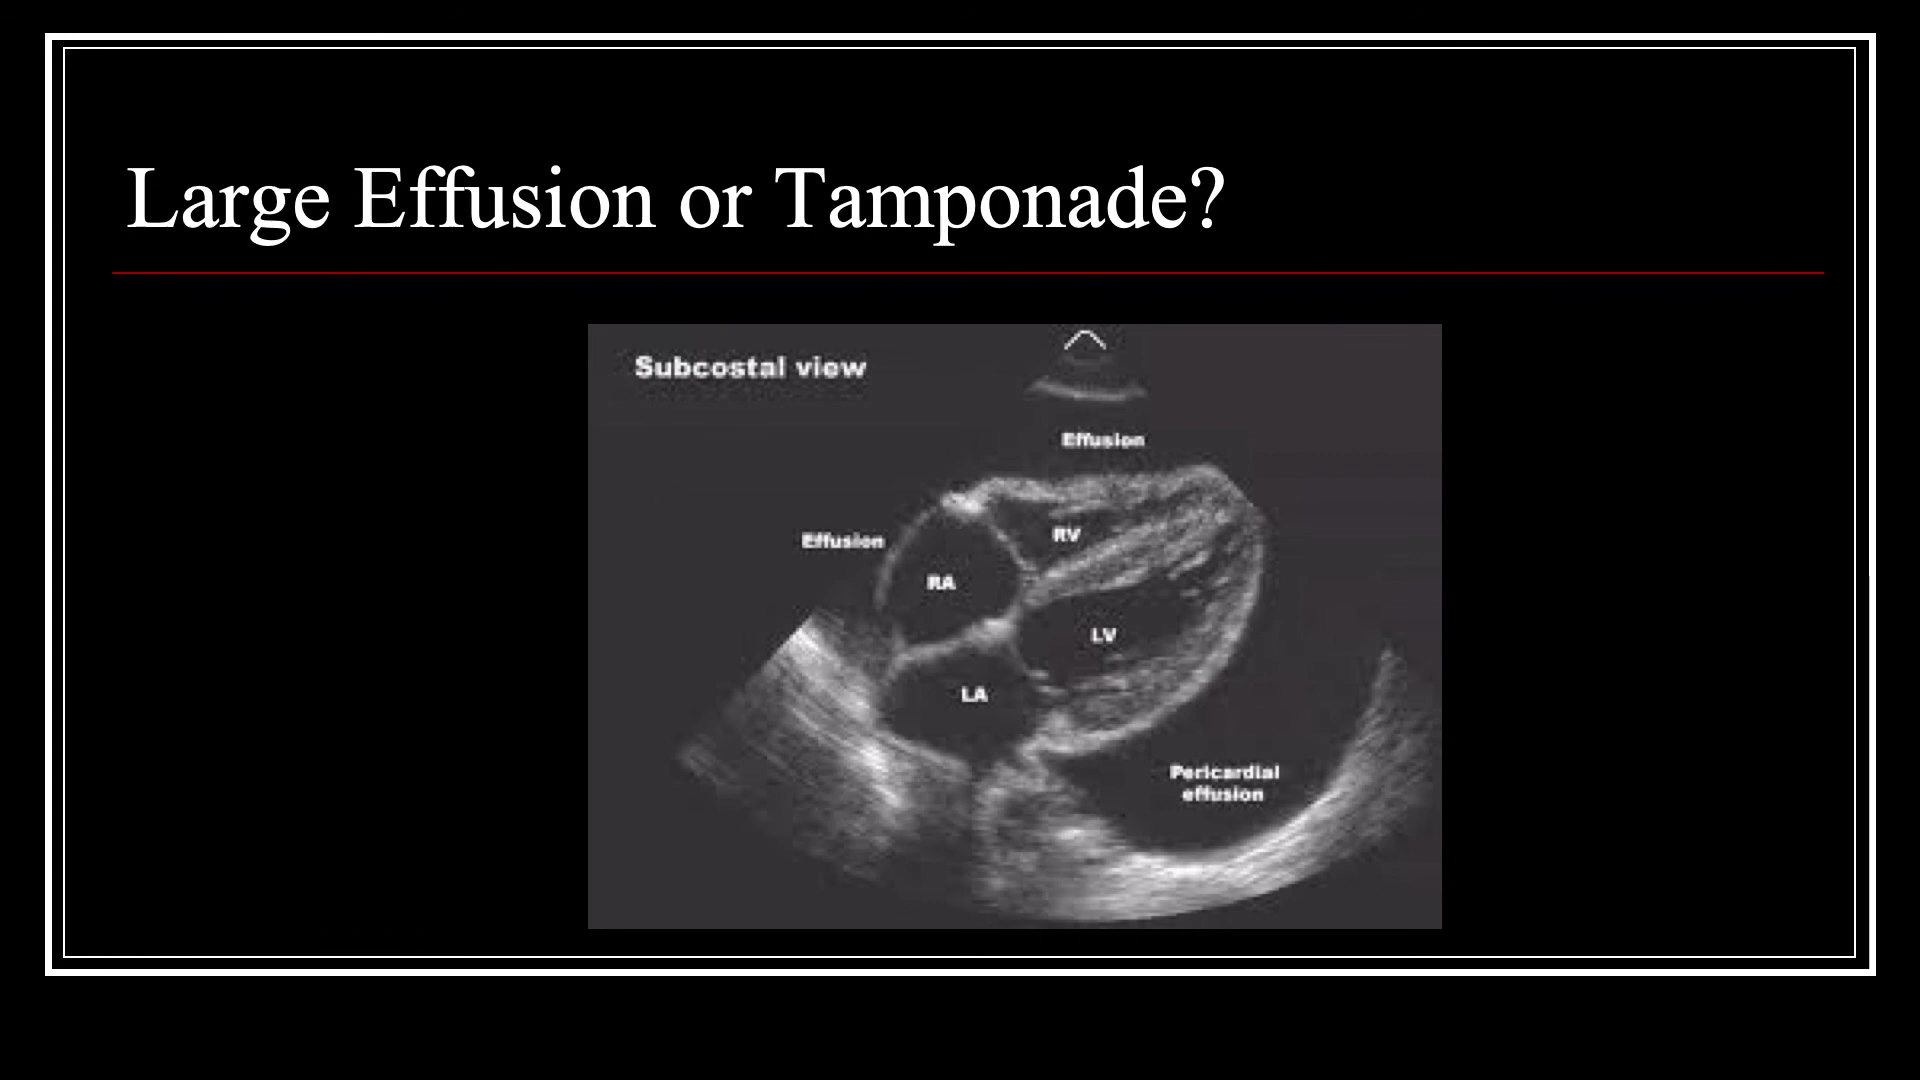 Large Effusion or Tamponade?
Subcostal view
Effusion
Effusion
RV
RA
LV
LA
Pericardial
effusion